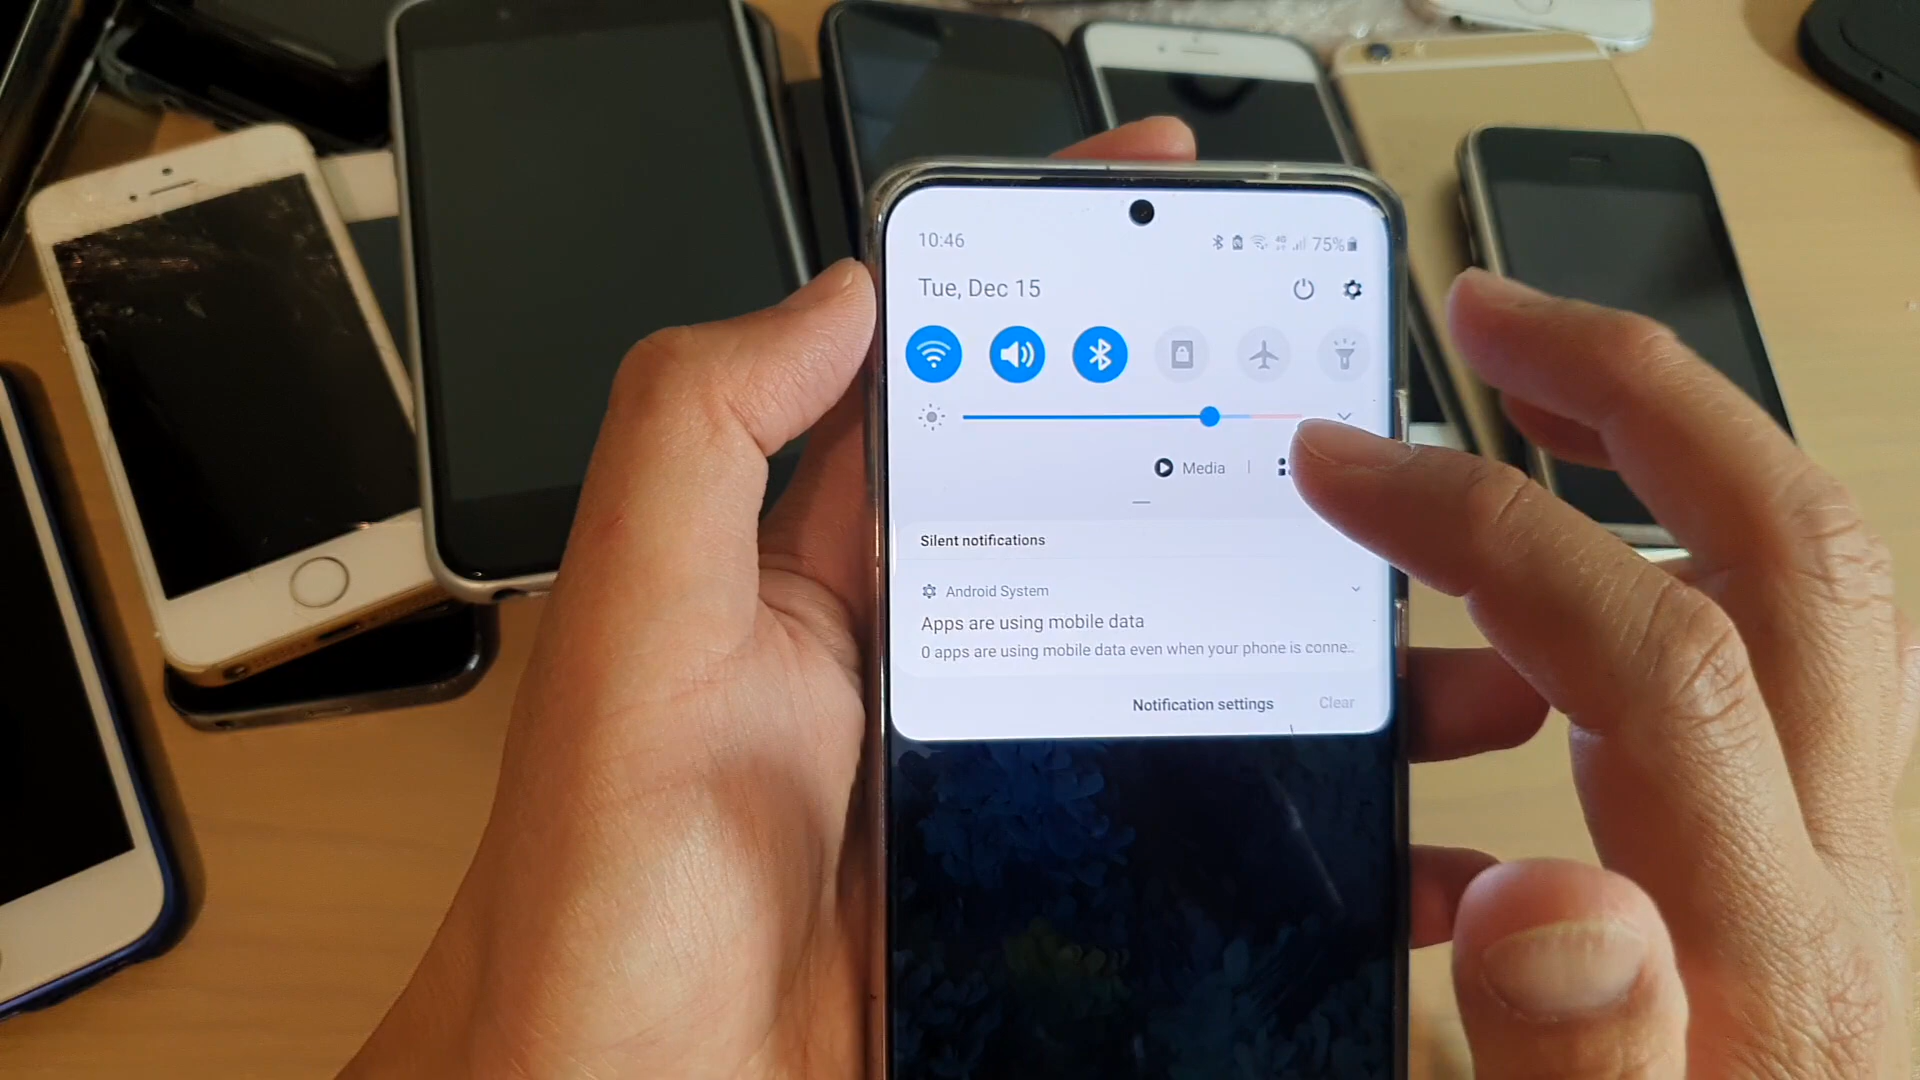 10:46
4G 75%
Tue, Dec 15
Media |
Silent notifications
Android System
Apps are using mobile data
0 apps are using mobile data even when your phone is conne..
Notification settings Clear